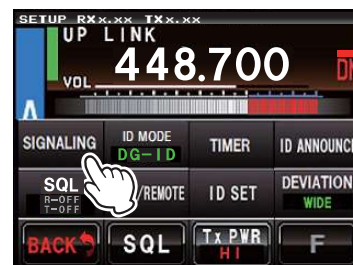 SETUP RXx.xx TXx.xx
UP LINK
448.700
VOL
A
SIGNALING
ID MODE
DG-ID
TIMER
ID ANNOUNCE
SQL
R-OFF
T-OFF
/REMOTE
ID SET
DEVIATION
WIDE
BACK
SQL
Tx PWR
HI
F